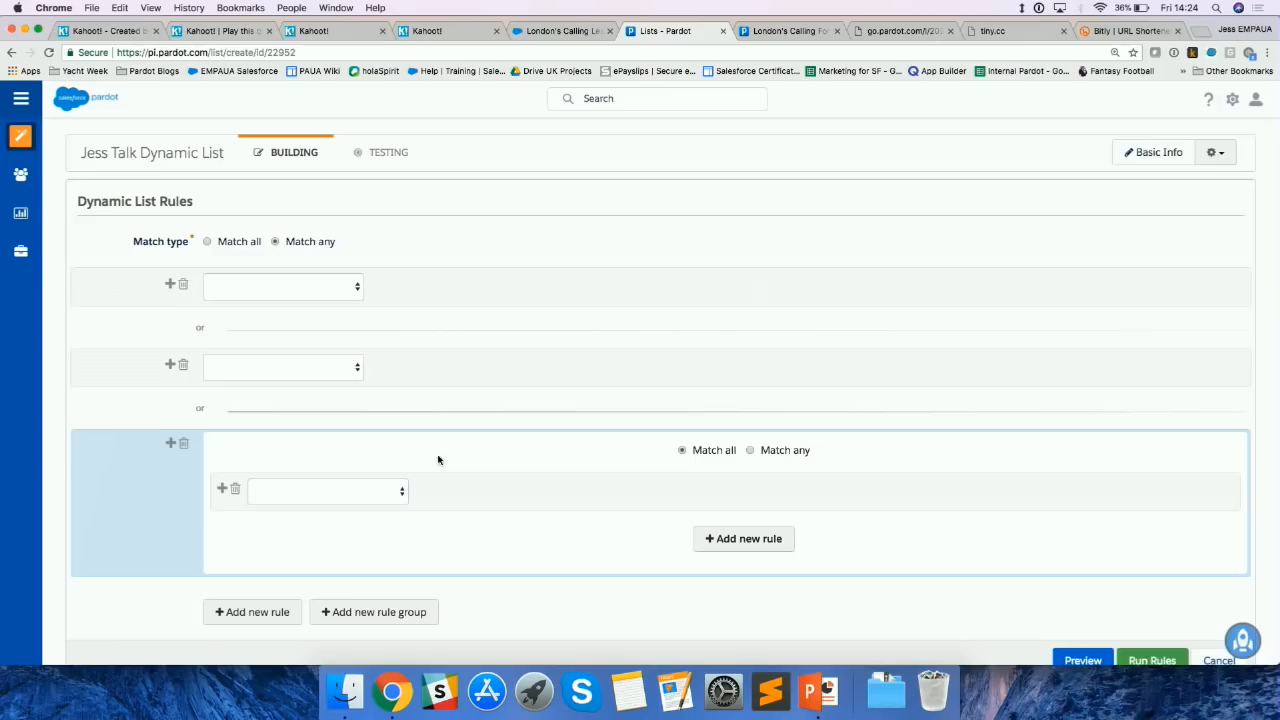 Chrome File Edit View History Bookmarks People Window Help 36% Fri 14:24 Jess EMPAUA
Kahoot! - Created b Kahoot! | Play this q Kahoot! Kahoot! London's Calling Le Lists - Pardot London's Calling Fo go.pardot.com/l/20 tiny.cc Bitly | URL Shortene Jess EMPAUA
Secure https://pi.pardot.com/list/create/id/22952
Apps Yacht Week Pardot Blogs EMPAUA Salesforce PAUA Wiki holaSpirit Help | Training | Sale... Drive UK Projects ePayslips | Secure e... Salesforce Certificat... Marketing for SF - G... App Builder Internal Pardot - Go... Fantasy Football » Other Bookmarks
salesforce pardot Search
Jess Talk Dynamic List BUILDING TESTING Basic Info
Dynamic List Rules
Match type Match all Match any
or
or
Match all Match any
+ Add new rule
+ Add new rule + Add new rule group
Preview Run Rules Cancel